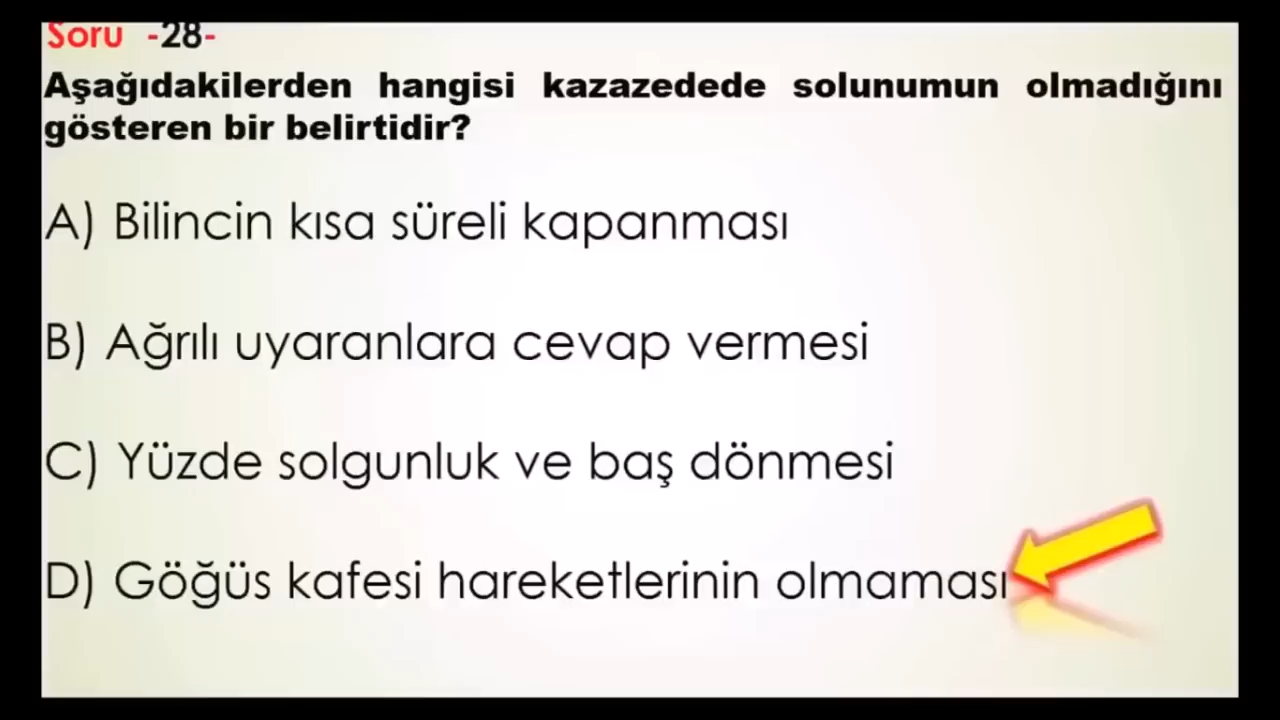 Soru -28-
Aşağıdakilerden hangisi kazazedede solunumun olmadığını
gösteren bir belirtidir?
A) Bilincin kısa süreli kapanması
B) Ağrılı uyaranlara cevap vermesi
C) Yüzde solgunluk ve baş dönmesi
D) Göğüs kafesi hareketlerinin olmaması